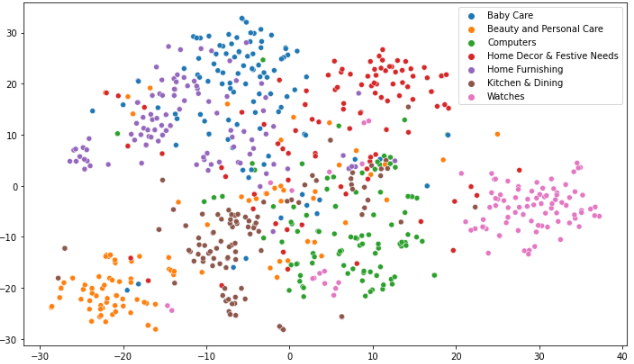 Baby Care
Beauty and Personal Care
Computers
Home Decor & Festive Needs
Home Furnishing
Kitchen & Dining
Watches
30
20
10
0
−10
−20
−30
−30 −20 −10 0 10 20 30 40